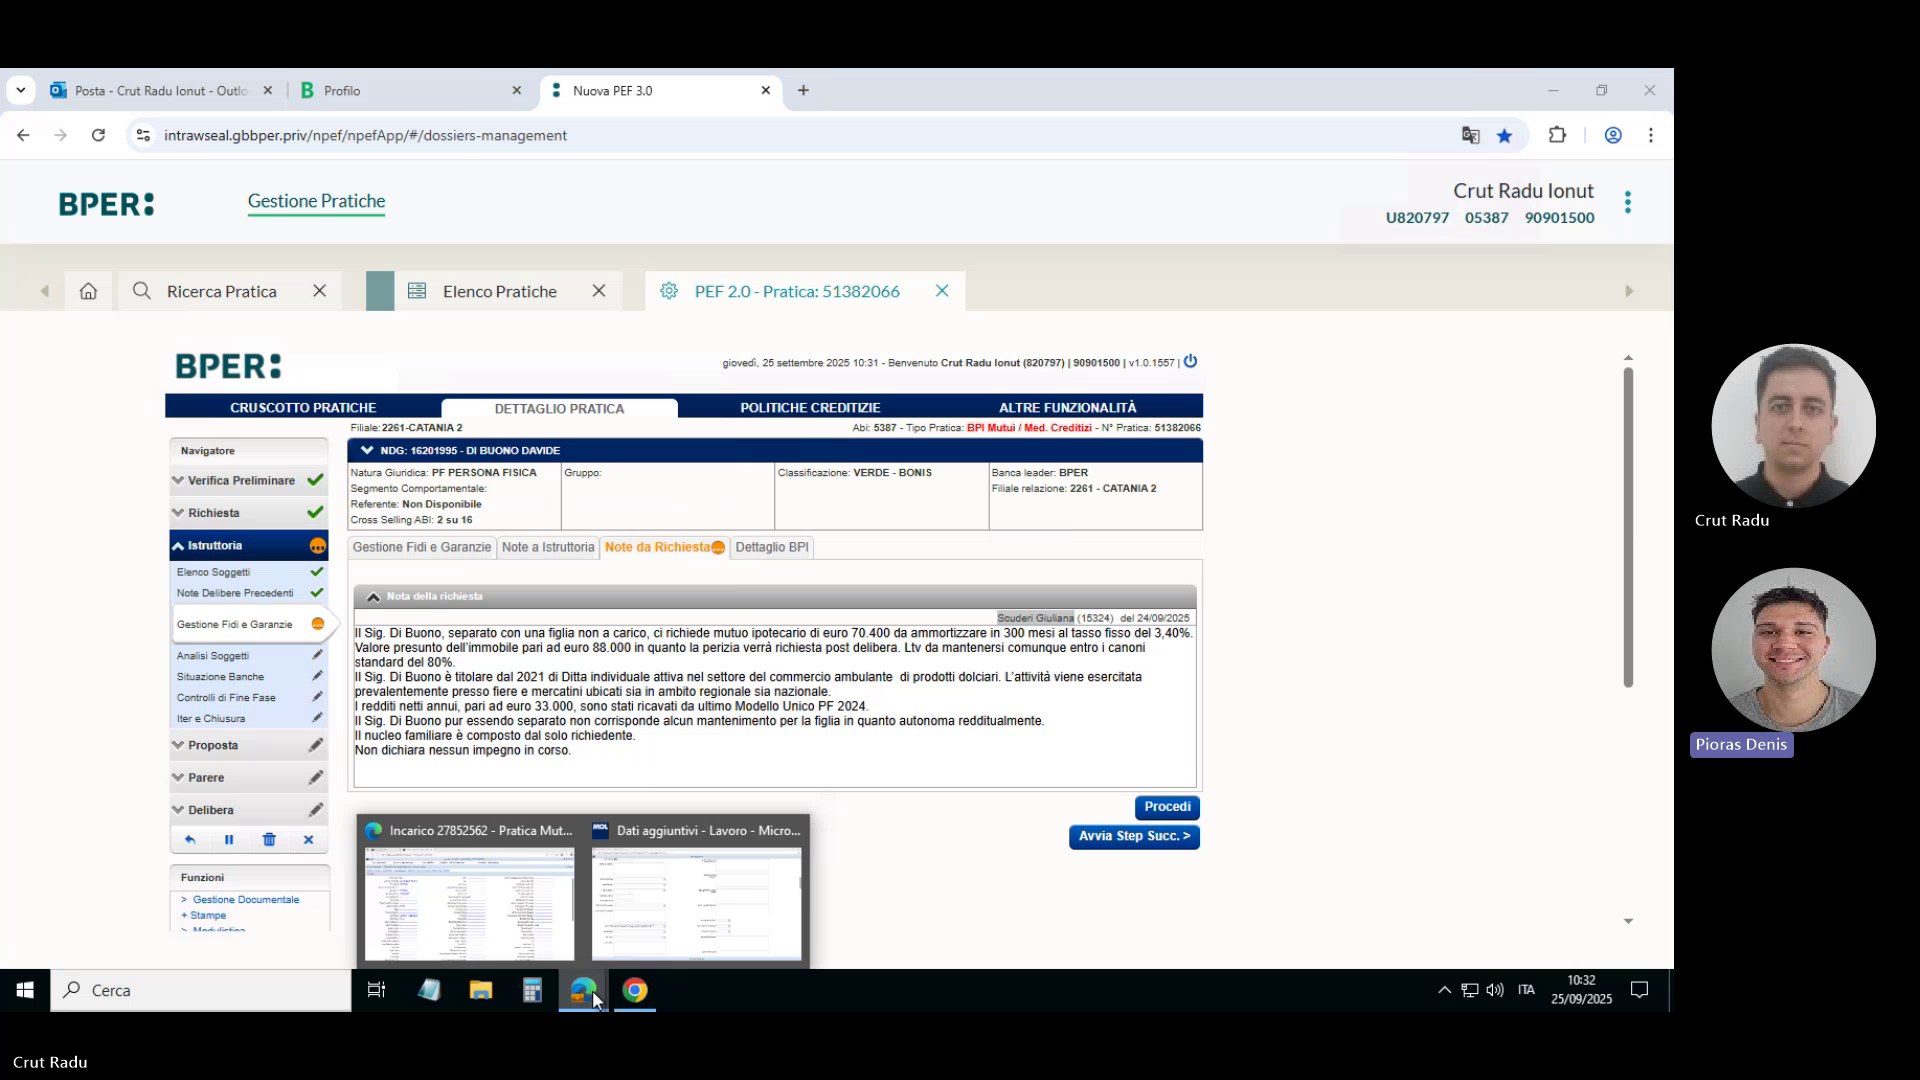 Posta - Crut Radu Ionut - Outlo
Profilo
Nuova PEF 3.0
intrawseal.gbbper.priv/npef/npefApp/#/dossiers-management
BPER:
Gestione Pratiche
Crut Radu Ionut
U820797 05387 90901500
Ricerca Pratica
Elenco Pratiche
PEF 2.0 - Pratica: 51382066
BPER:
giovedì, 25 settembre 2025 10:31 - Benvenuto Crut Radu Ionut (820797) | 90901500 | v1.0.1557 |
CRUSCOTTO PRATICHE
DETTAGLIO PRATICA
POLITICHE CREDITIZIE
ALTRE FUNZIONALITÀ
Filiale: 2261-CATANIA 2
Abi: 5387 - Tipo Pratica: BPI Mutui / Med. Creditizi - N° Pratica: 51382066
Navigatore
Verifica Preliminare
Richiesta
Istruttoria
Elenco Soggetti
Note Delibere Precedenti
Gestione Fidi e Garanzie
Analisi Soggetti
Situazione Banche
Controlli di Fine Fase
Iter e Chiusura
Proposta
Parere
Delibera
Funzioni
> Gestione Documentale
+ Stampe
> Modulistica
NDG: 16201995 - DI BUONO DAVIDE
Natura Giuridica: PF PERSONA FISICA
Segmento Comportamentale:
Referente: Non Disponibile
Cross Selling ABI: 2 su 16
Gruppo:
Classificazione: VERDE - BONIS
Banca leader: BPER
Filiale relazione: 2261 - CATANIA 2
Gestione Fidi e Garanzie
Note a Istruttoria
Note da Richiesta
Dettaglio BPI
Nota della richiesta
Scuderi Giuliana (15324) del 24/09/2025
Il Sig. Di Buono, separato con una figlia non a carico, ci richiede mutuo ipotecario di euro 70.400 da ammortizzare in 300 mesi al tasso fisso del 3,40%.
Valore presunto dell'immobile pari ad euro 88.000 in quanto la perizia verrà richiesta post delibera. Ltv da mantenersi comunque entro i canoni
standard del 80%.
Il Sig. Di Buono è titolare dal 2021 di Ditta individuale attiva nel settore del commercio ambulante di prodotti dolciari. L'attività viene esercitata
prevalentemente presso fiere e mercatini ubicati sia in ambito regionale sia nazionale.
I redditi netti annui, pari ad euro 33.000, sono stati ricavati da ultimo Modello Unico PF 2024.
Il Sig. Di Buono pur essendo separato non corrisponde alcun mantenimento per la figlia in quanto autonoma reddituamente.
Il nucleo familiare è composto dal solo richiedente.
Non dichiara nessun impegno in corso.
Procedi
Avvia Step Succ. >
Incarico 27852562 - Pratica Mut...
MOL
Dati aggiuntivi - Lavoro - Micro...
Cerca
ITA
10:32
25/09/2025
Crut Radu
Pioras Denis
Crut Radu